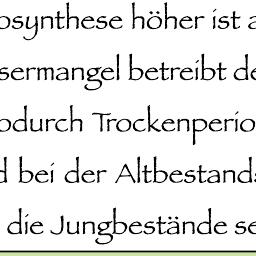 osynthese höher ist a
sermangel betreibt de
odurch Trockenperio
d bei der Altbestands
die Jungbestände se